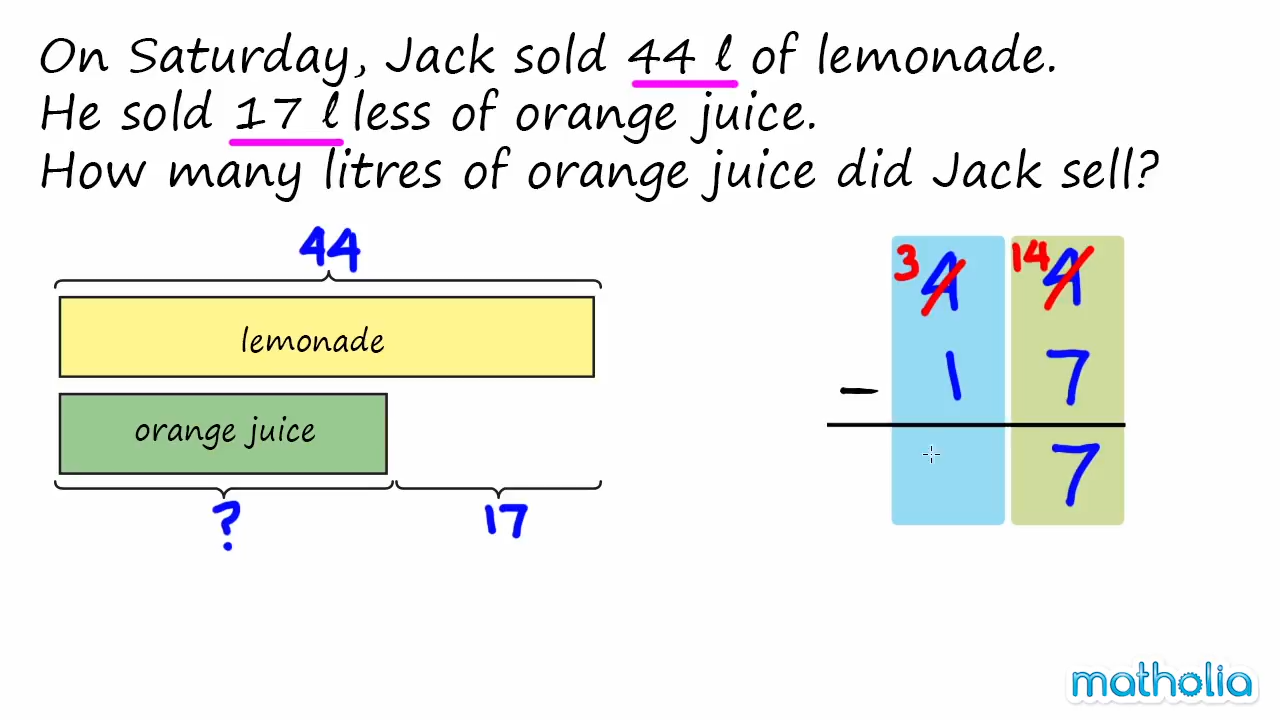 On Saturday, Jack sold 44 l of lemonade.
He sold 17 l less of orange juice.
How many litres of orange juice did Jack sell?
44
lemonade
orange juice
? 17
3 4 14 4
- 1 7
7
matholia